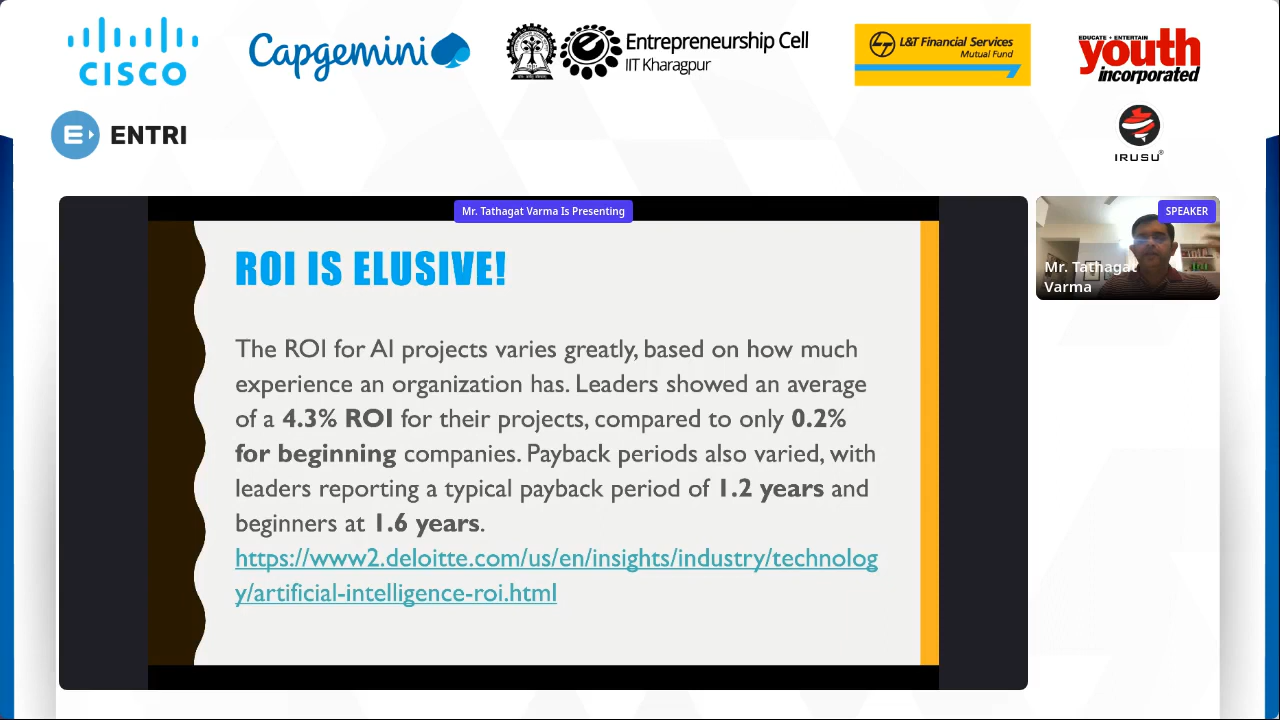 CISCO
Capgemini
Entrepreneurship Cell
IIT Kharagpur
L&T Financial Services
Mutual Fund
EDUCATE • ENTERTAIN
youth
incorporated
E ENTRI
IRUSU®
Mr. Tathagat Varma Is Presenting
SPEAKER
Mr. Tathagat
Varma
ROI IS ELUSIVE!
The ROI for AI projects varies greatly, based on how much
experience an organization has. Leaders showed an average
of a 4.3% ROI for their projects, compared to only 0.2%
for beginning companies. Payback periods also varied, with
leaders reporting a typical payback period of 1.2 years and
beginners at 1.6 years.
https://www2.deloitte.com/us/en/insights/industry/technolog
y/artificial-intelligence-roi.html